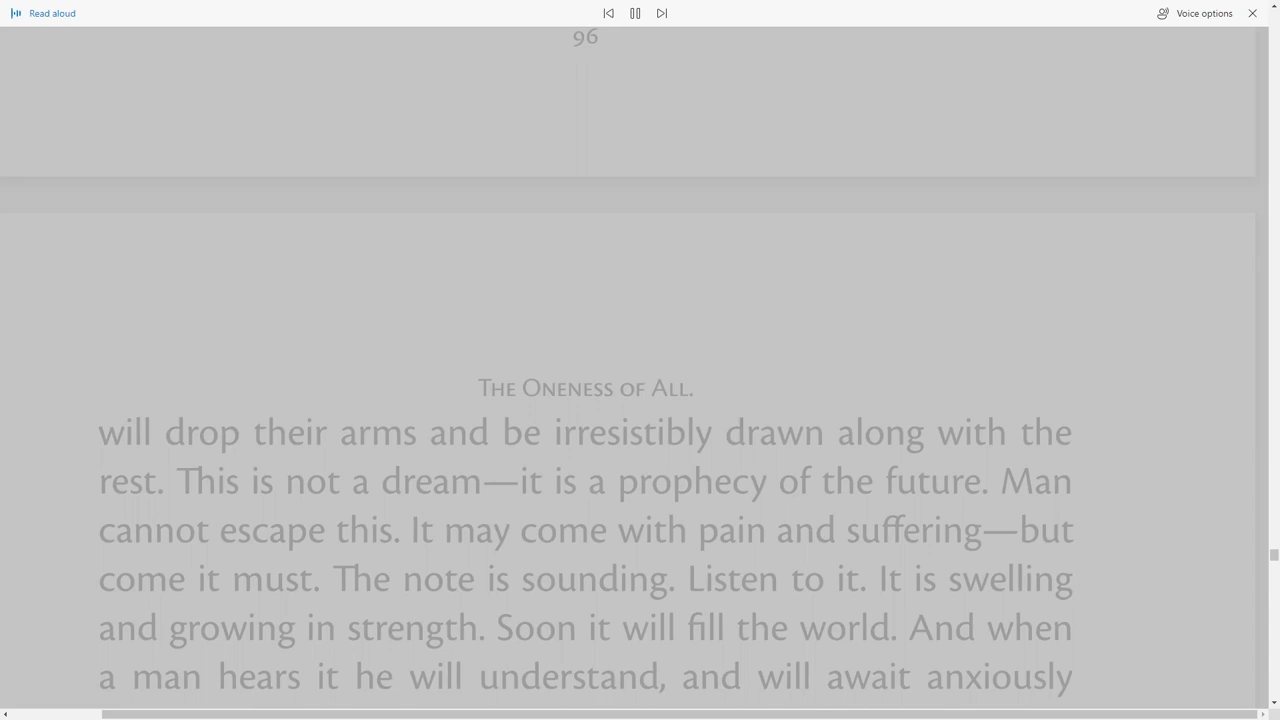 Read aloud
Voice options
96
The Oneness of All.
will drop their arms and be irresistibly drawn along with the
rest. This is not a dream—it is a prophecy of the future. Man
cannot escape this. It may come with pain and suffering—but
come it must. The note is sounding. Listen to it. It is swelling
and growing in strength. Soon it will fill the world. And when
a man hears it he will understand, and will await anxiously